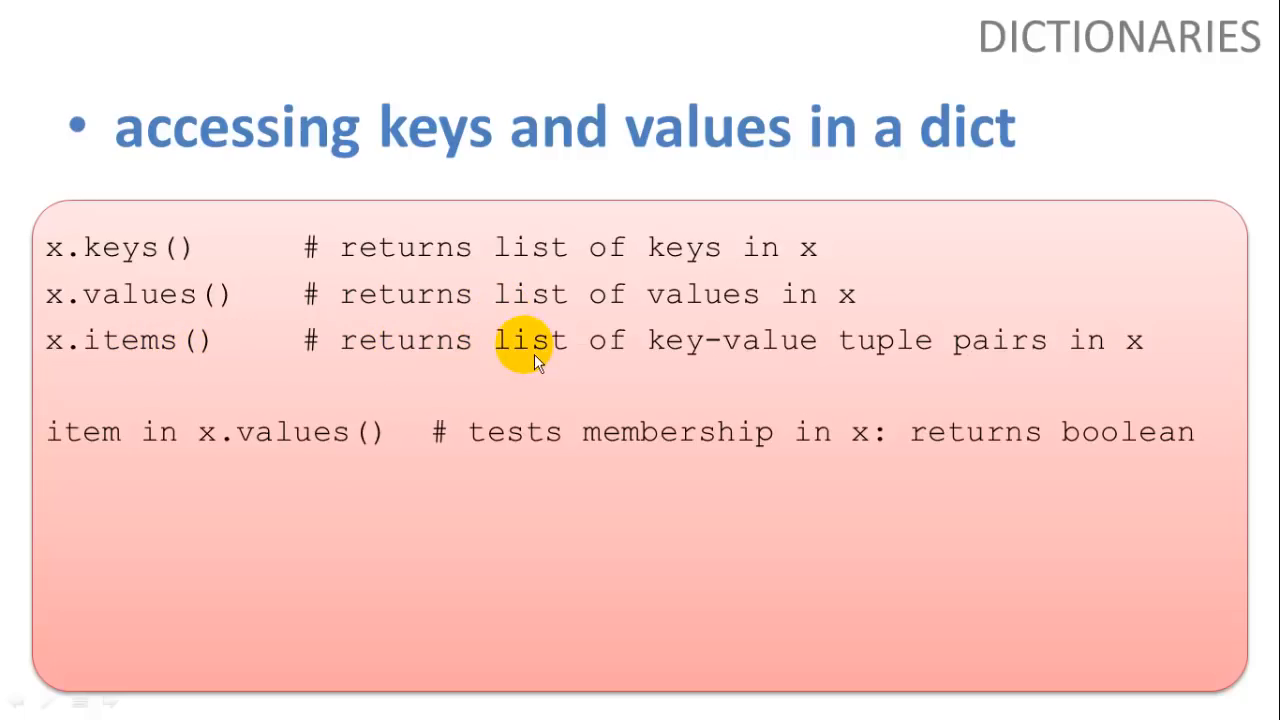 DICTIONARIES
• accessing keys and values in a dict
x.keys() # returns list of keys in x
x.values() # returns list of values in x
x.items() # returns list of key-value tuple pairs in x
item in x.values() # tests membership in x: returns boolean